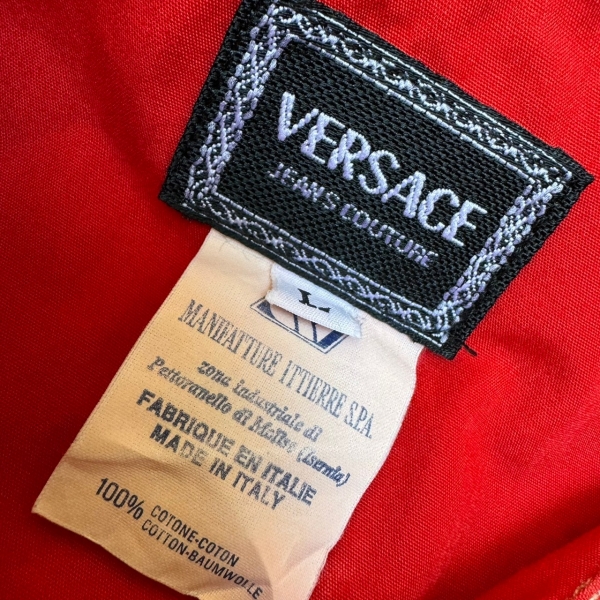 VERSACE
JEANS COUTURE
L
MANIFATTURE ITTIERRE S.P.A.
zona industriale di
Pettoranello di Molise (Isernia)
FABRIQUE EN ITALIE
MADE IN ITALY
100% COTONE-COTON
COTTON-BAUMWOLLE